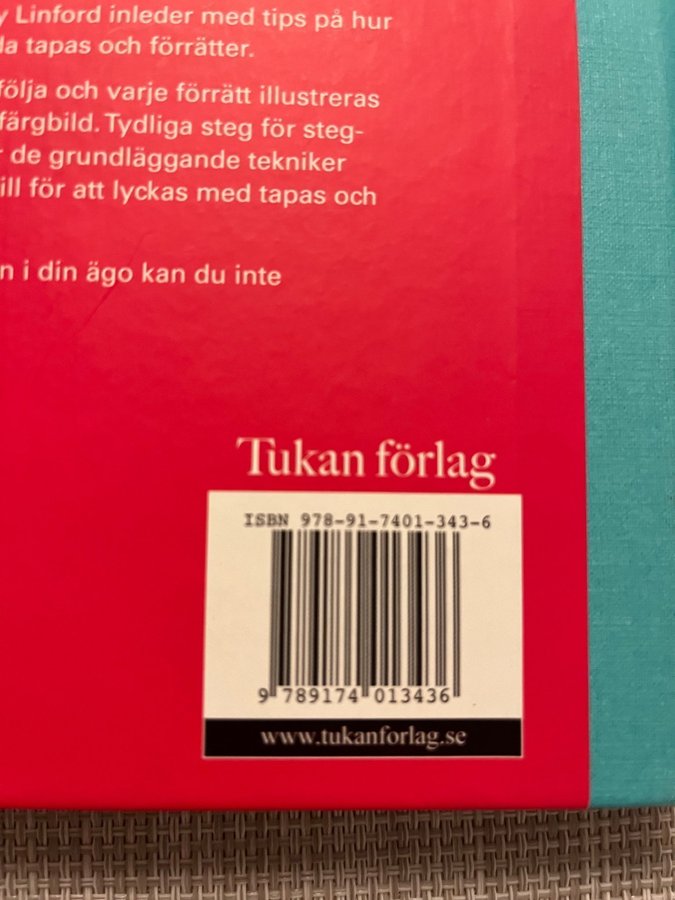 Linford inleder med tips på hur
tapas och förrätter.
följa och varje förrätt illustreras
färgbild. Tydliga steg för steg-
de grundläggande tekniker
för att lyckas med tapas och
i din ägo kan du inte
Tukan förlag
ISBN 978-91-7401-343-6
9 789174 013436
www.tukanforlag.se